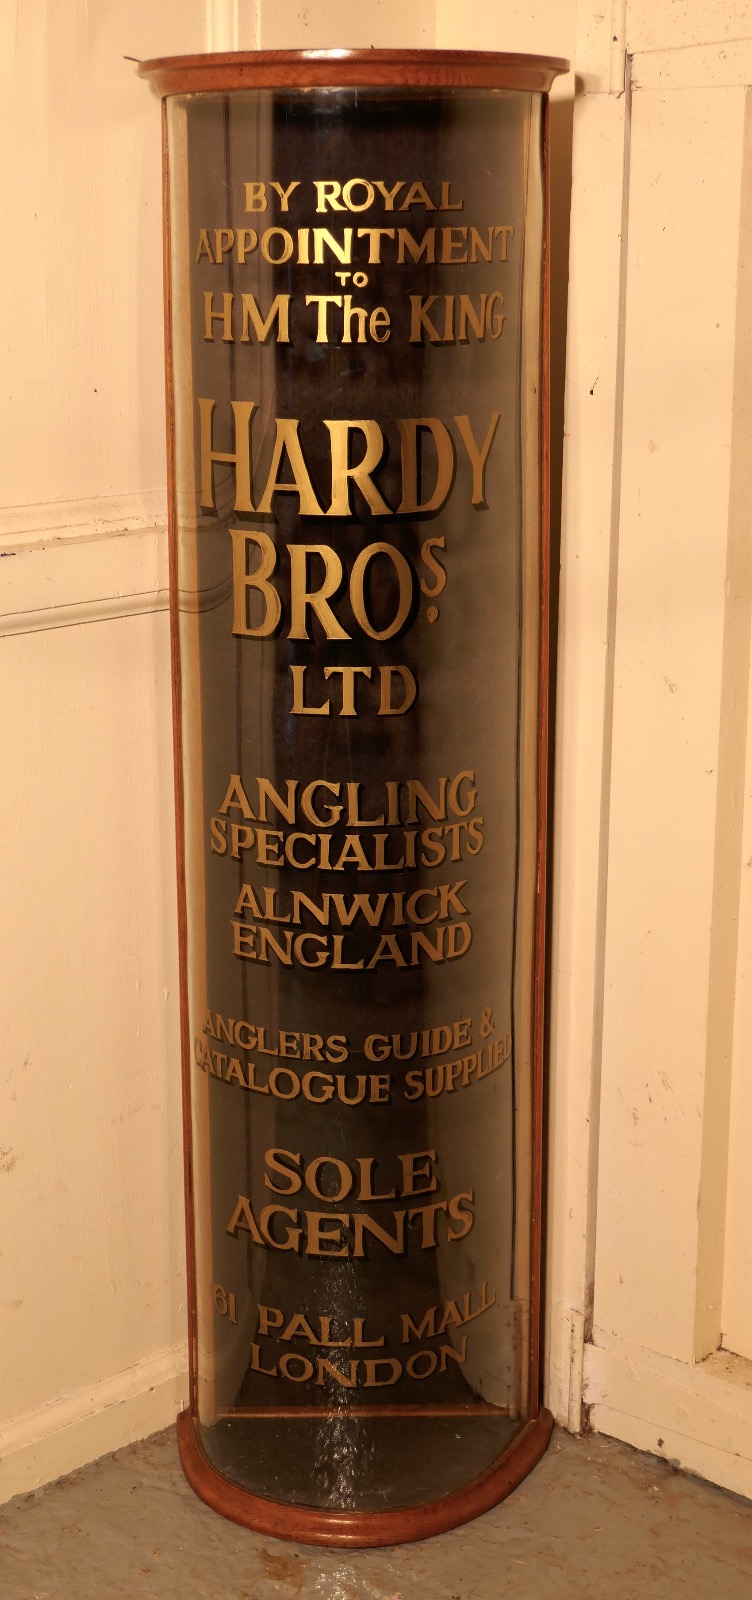 BY ROYAL
APPOINTMENT
TO
HM The KING
HARDY
BROS.
LTD
ANGLING
SPECIALISTS
ALNWICK
ENGLAND
ANGLERS GUIDE &
CATALOGUE SUPPLIED
SOLE
AGENTS
61 PALL MALL
LONDON